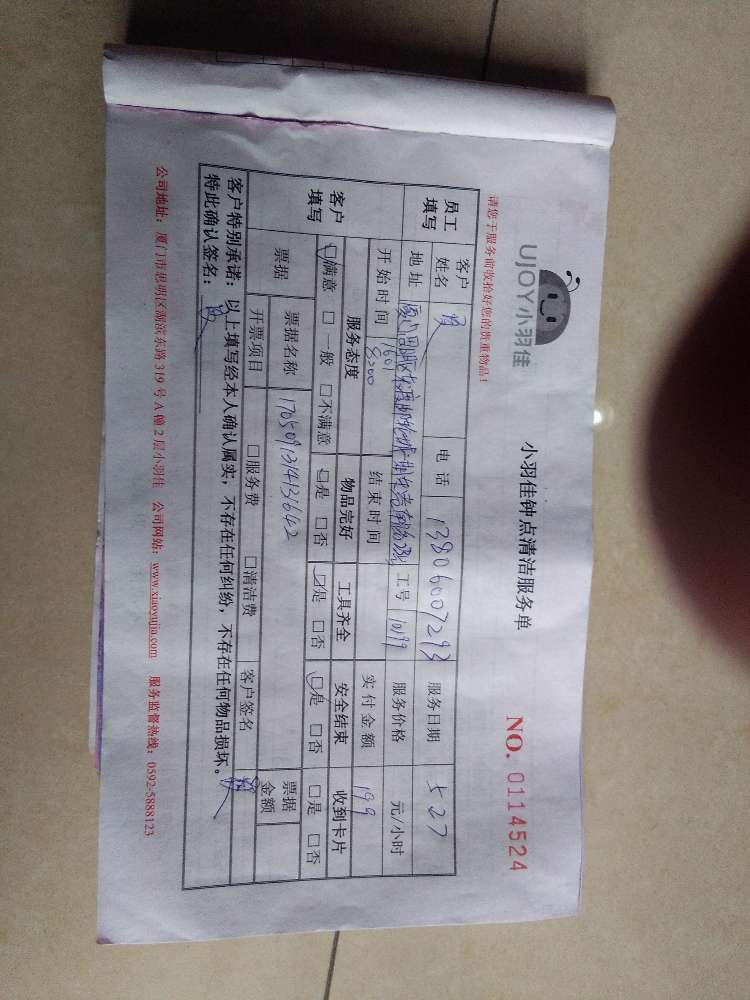 UJOY小羽佳
小羽佳钟点清洁服务单
NO. 0114524
请您于服务前收拾好您的贵重物品!
员工填写 客户姓名 电话 13806007293 服务日期 5.27
地址 工号 10199 服务价格 元/小时
开始时间 结束时间 实付金额 199
客户填写 服务态度 物品完好 工具齐全 安全结束 收到卡片
☑满意 □一般 □不满意 ☑是 □否 ☑是 □否 ☑是 □否 □是 □否
票据 票据名称 170509131413642 票据金额
开票项目 □服务费 □清洁费 客户签名
客户特别承诺：以上填写经本人确认属实，不存在任何纠纷，不存在任何物品损坏。
特此确认签名：
公司地址：厦门市思明区湖滨东路319号A幢2层小羽佳 公司网站：www.xiaoyujia.com 服务监督热线：0592-5888123